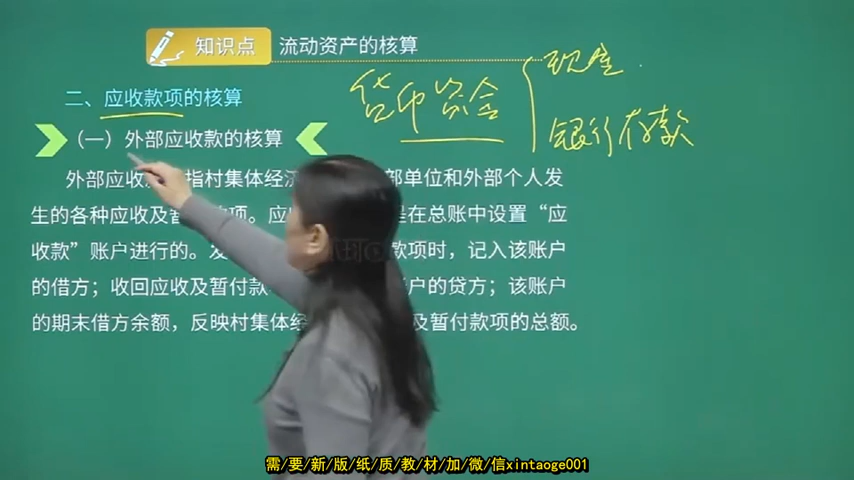 知识点 流动资产的核算
二、应收款项的核算
货币资金
现金
银行存款
（一）外部应收款的核算
外部应收 指村集体经济 部单位和外部个人发
生的各种应收及暂 款项。应 是在总账中设置“应
收款”账户进行的。发 款项时，记入该账户
的借方；收回应收及暂付款 户的贷方；该账户
的期末借方余额，反映村集体经 及暂付款项的总额。
需/要/新/版/纸/质/教/材/加/微/信xintaoge001